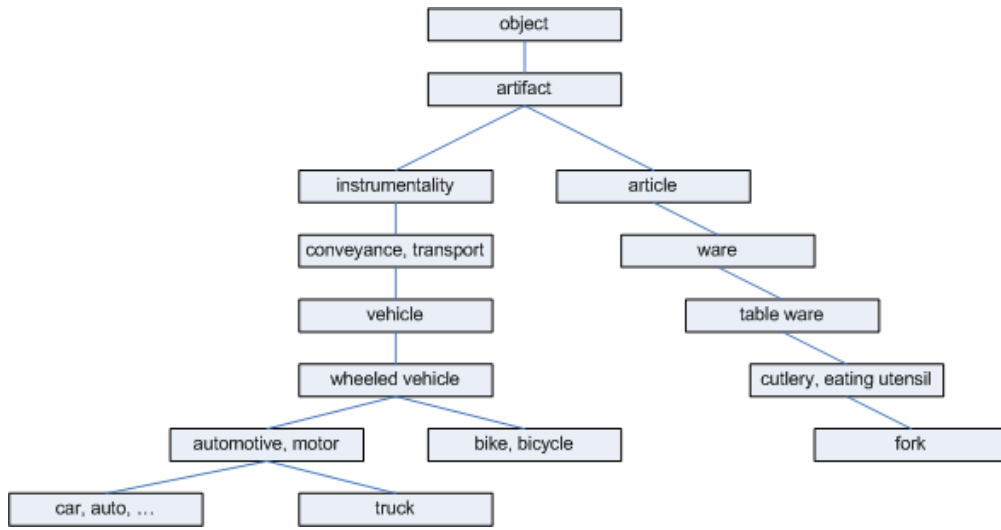 object
artifact
instrumentality
article
conveyance, transport
ware
vehicle
table ware
wheeled vehicle
cutlery, eating utensil
automotive, motor
bike, bicycle
fork
car, auto, …
truck